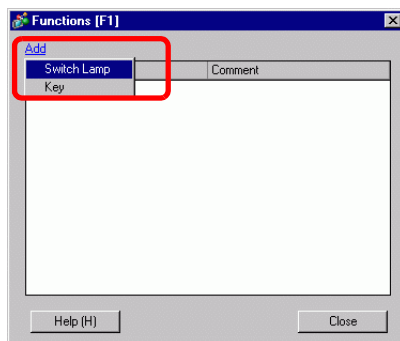 Functions [F1]
Add
Switch Lamp
Comment
Key
Help (H)
Close